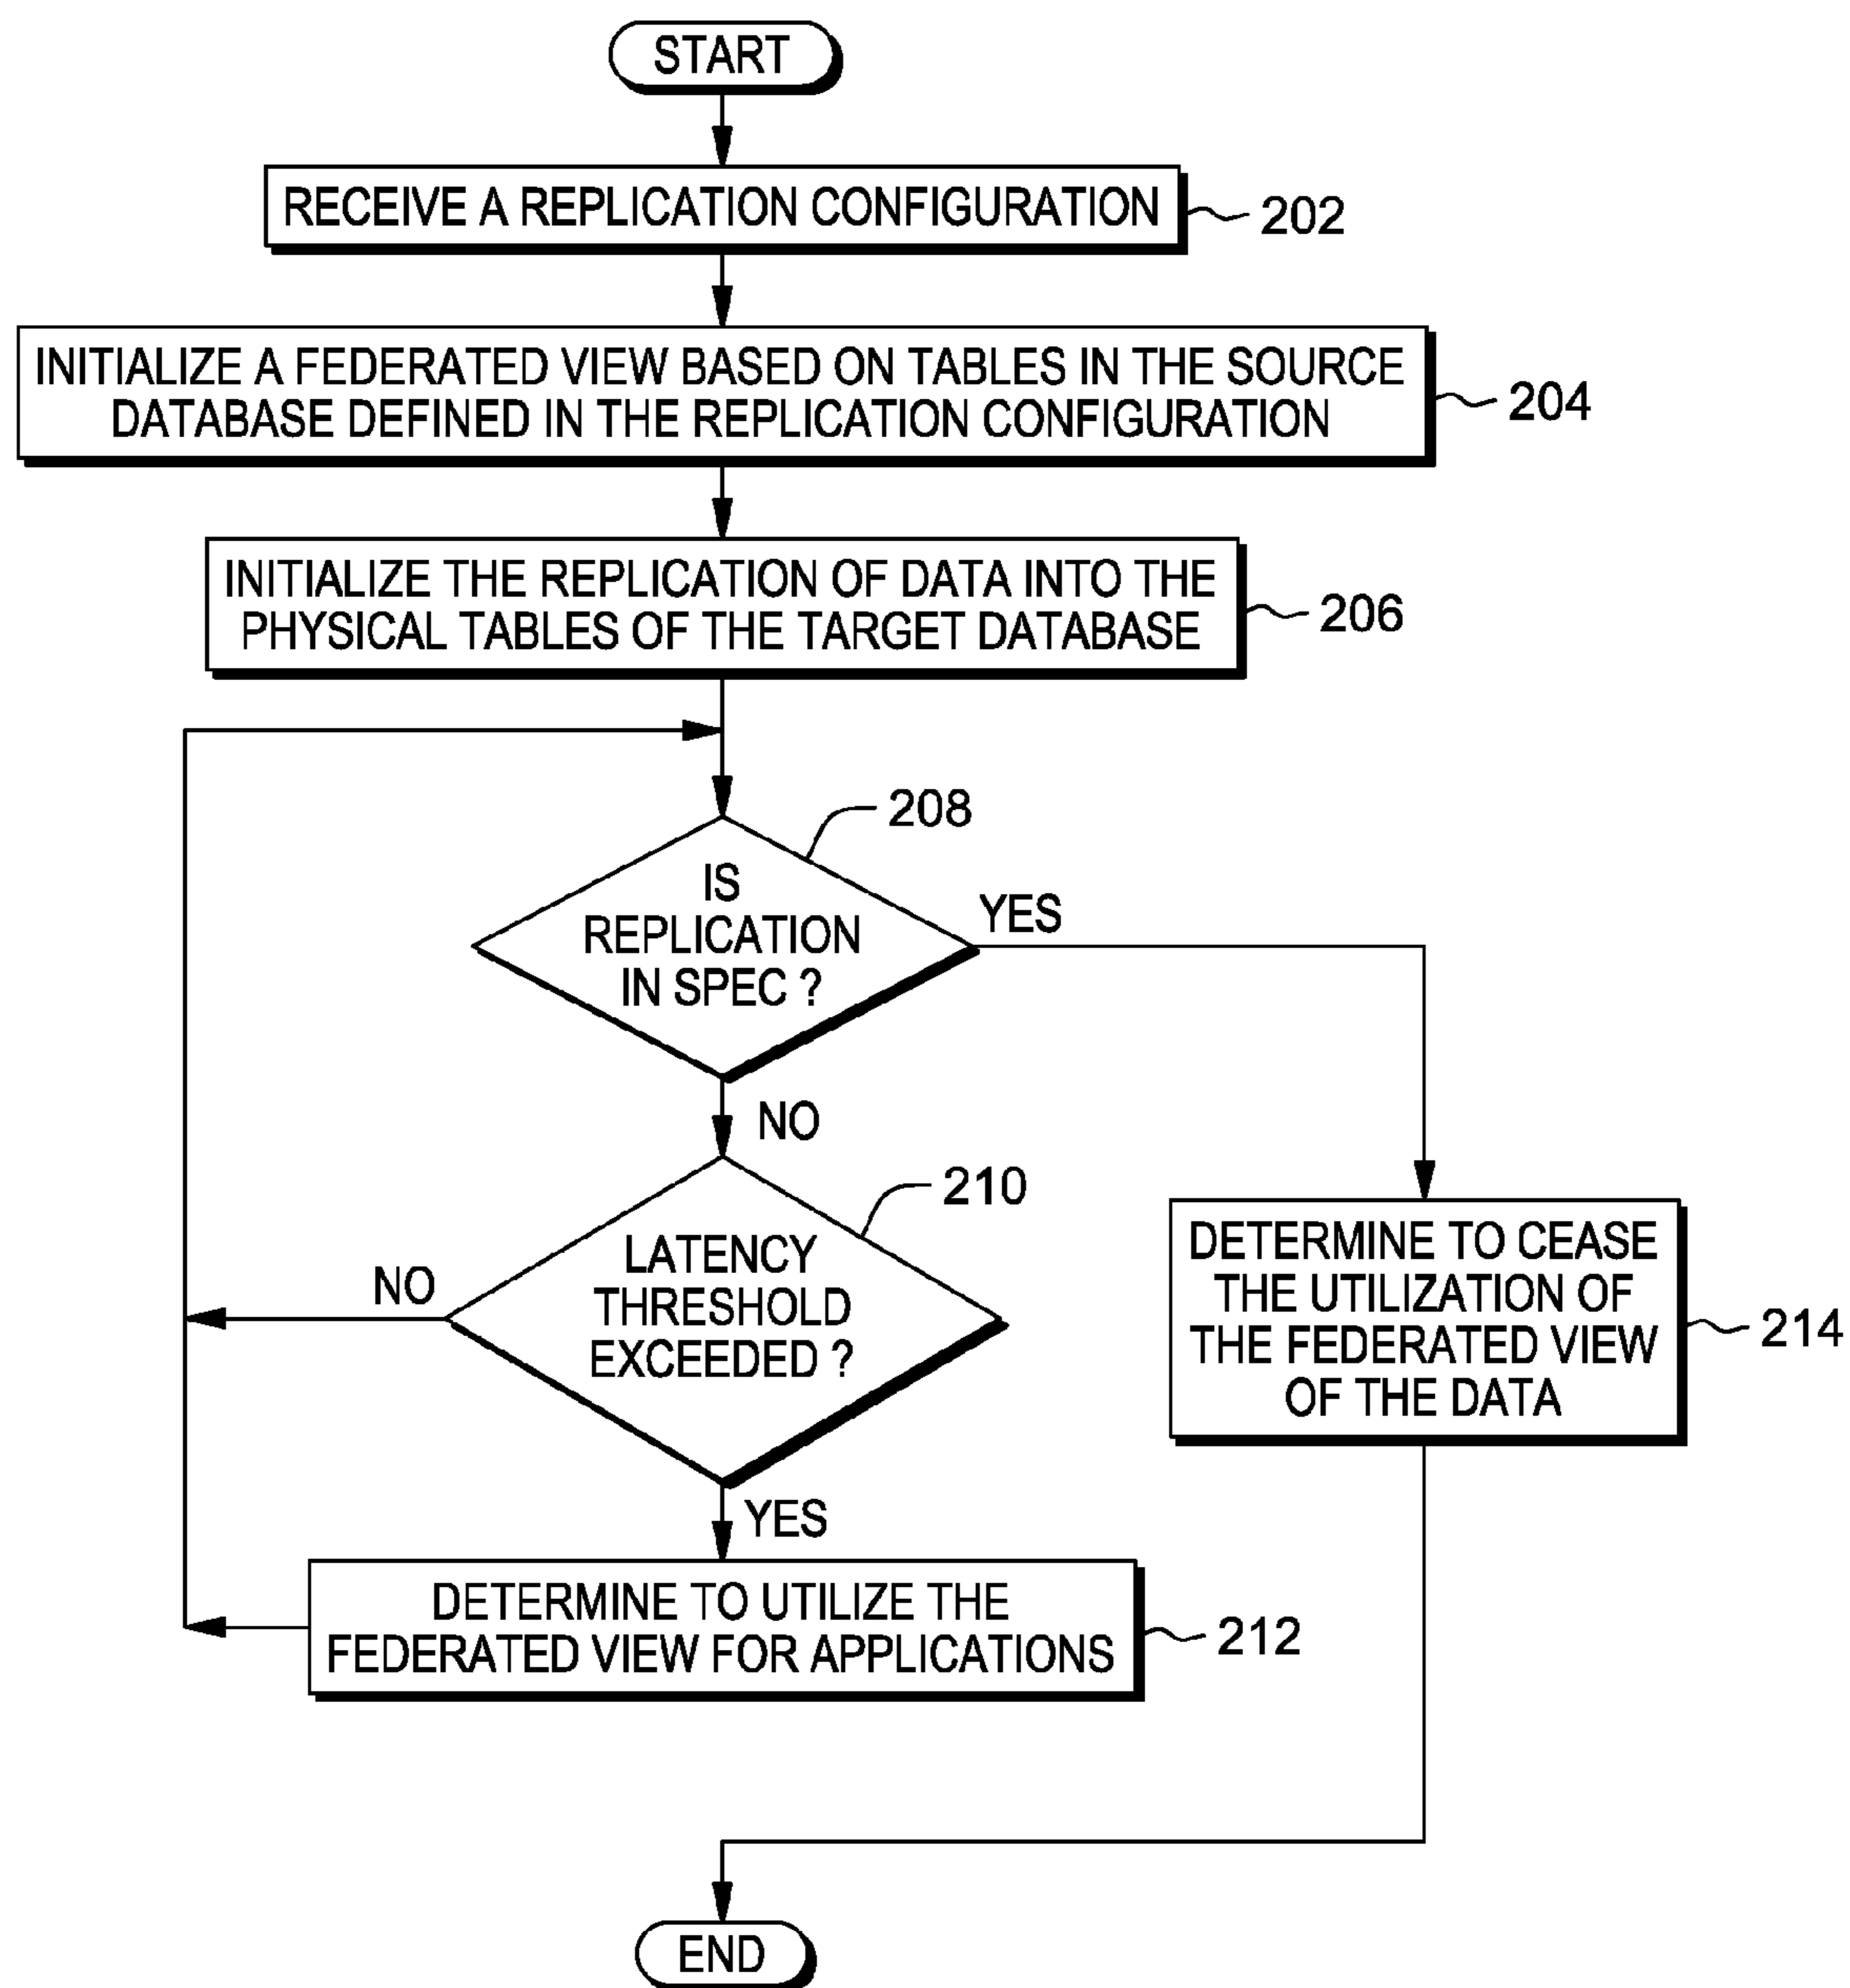 START
RECEIVE A REPLICATION CONFIGURATION
202
INITIALIZE A FEDERATED VIEW BASED ON TABLES IN THE SOURCE
DATABASE DEFINED IN THE REPLICATION CONFIGURATION
204
INITIALIZE THE REPLICATION OF DATA INTO THE
PHYSICAL TABLES OF THE TARGET DATABASE
206
208
IS
REPLICATION
IN SPEC ?
YES
NO
210
LATENCY
THRESHOLD
EXCEEDED ?
NO
YES
DETERMINE TO CEASE
THE UTILIZATION OF
THE FEDERATED VIEW
OF THE DATA
214
DETERMINE TO UTILIZE THE
FEDERATED VIEW FOR APPLICATIONS
212
END